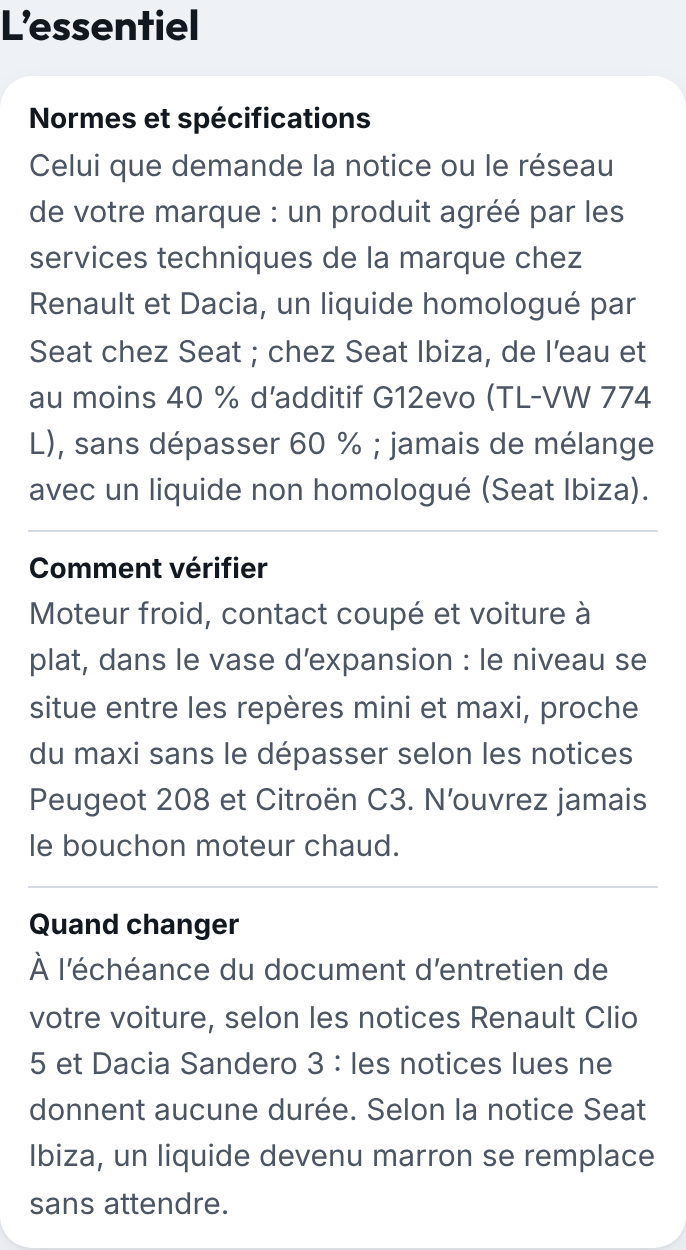 L’essentiel
Normes et spécifications
Celui que demande la notice ou le réseau
de votre marque : un produit agréé par les
services techniques de la marque chez
Renault et Dacia, un liquide homologué par
Seat chez Seat ; chez Seat Ibiza, de l’eau et
au moins 40 % d’additif G12evo (TL-VW 774
L), sans dépasser 60 % ; jamais de mélange
avec un liquide non homologué (Seat Ibiza).
Comment vérifier
Moteur froid, contact coupé et voiture à
plat, dans le vase d’expansion : le niveau se
situe entre les repères mini et maxi, proche
du maxi sans le dépasser selon les notices
Peugeot 208 et Citroën C3. N’ouvrez jamais
le bouchon moteur chaud.
Quand changer
À l’échéance du document d’entretien de
votre voiture, selon les notices Renault Clio
5 et Dacia Sandero 3 : les notices lues ne
donnent aucune durée. Selon la notice Seat
Ibiza, un liquide devenu marron se remplace
sans attendre.